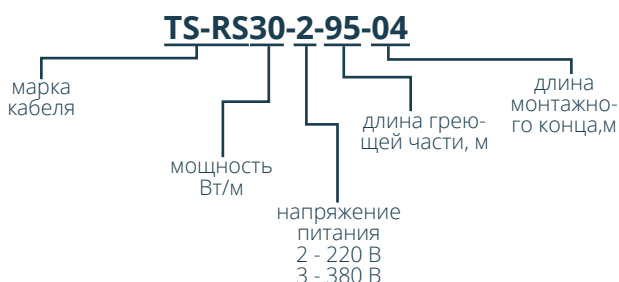 TS-RS30-2-95-04
марка
кабеля
мощность
Вт/м
напряжение
питания
2 - 220 В
3 - 380 В
длина грею-
щей части, м
длина
монтажно-
го конца,м